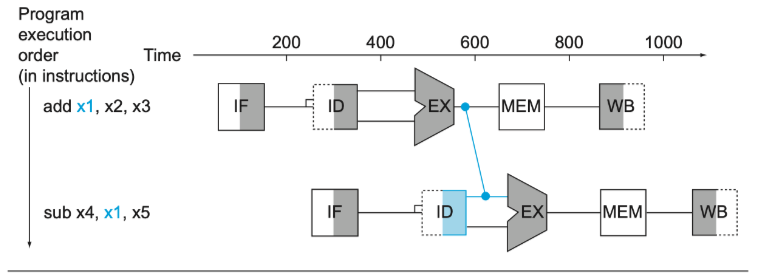 Program
execution
order
(in instructions)
Time
200 400 600 800 1000
add x1, x2, x3
IF ID EX MEM WB
sub x4, x1, x5
IF ID EX MEM WB